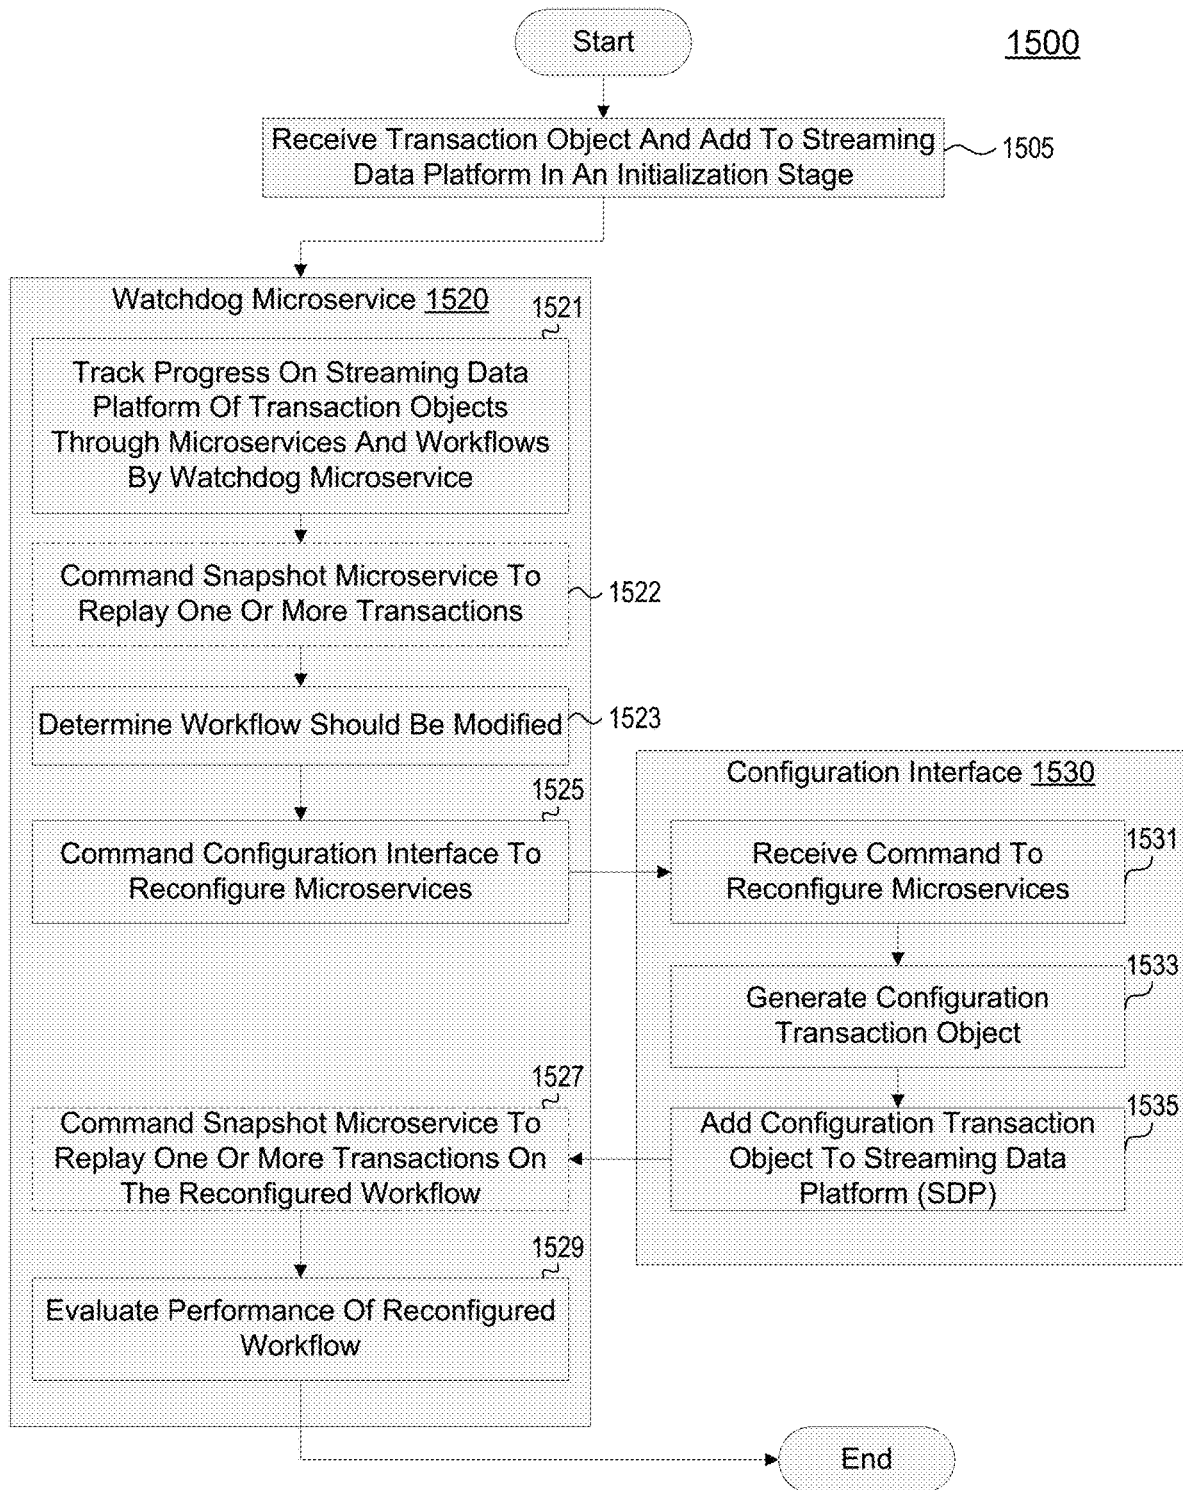 Start
1500
Receive Transaction Object And Add To Streaming
Data Platform In An Initialization Stage
1505
Watchdog Microservice 1520
1521
Track Progress On Streaming Data
Platform Of Transaction Objects
Through Microservices And Workflows
By Watchdog Microservice
Command Snapshot Microservice To
Replay One Or More Transactions
1522
Determine Workflow Should Be Modified
1523
1525
Command Configuration Interface To
Reconfigure Microservices
Configuration Interface 1530
1531
Receive Command To
Reconfigure Microservices
1533
Generate Configuration
Transaction Object
1535
Add Configuration Transaction
Object To Streaming Data
Platform (SDP)
1527
Command Snapshot Microservice To
Replay One Or More Transactions On
The Reconfigured Workflow
1529
Evaluate Performance Of Reconfigured
Workflow
End